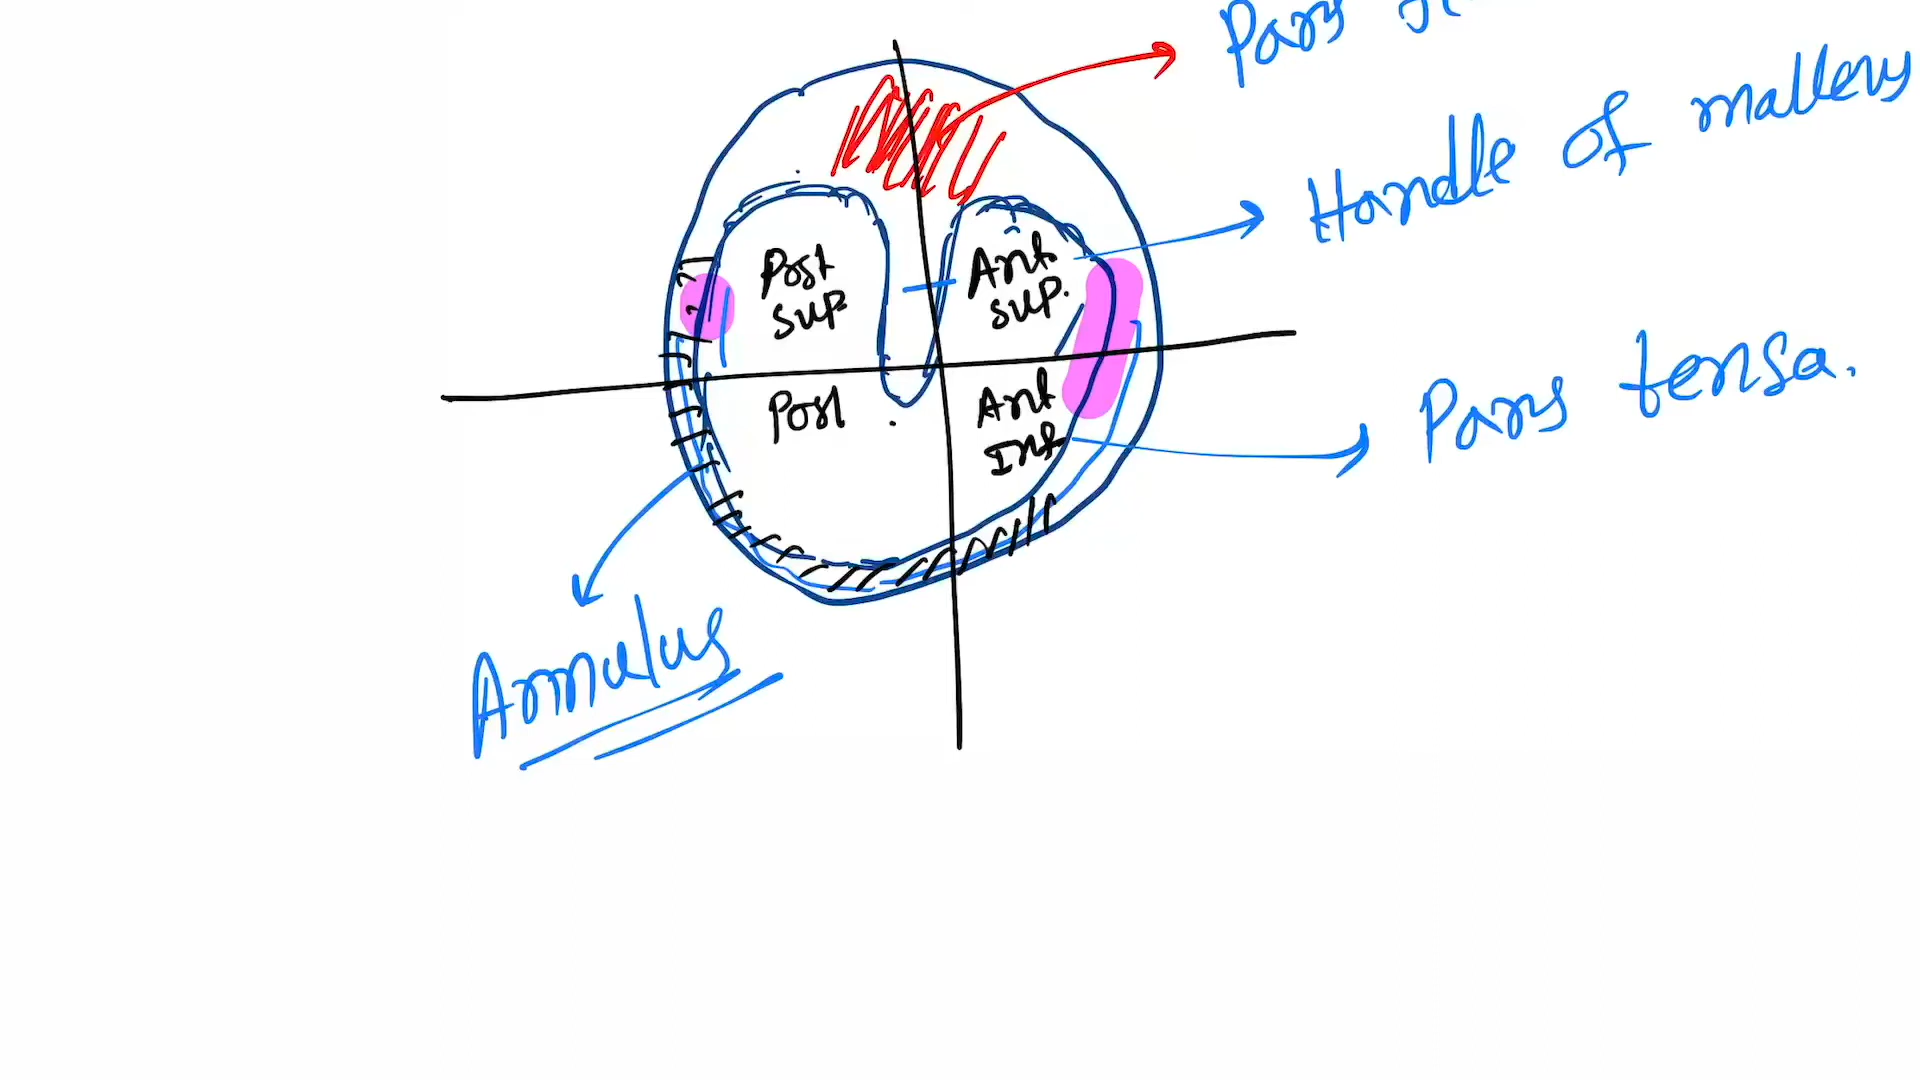 Pars
Handle of malleus
Post
sup
Ant
sup.
Post
Ant
Inf
Pars tensa.
Annulus